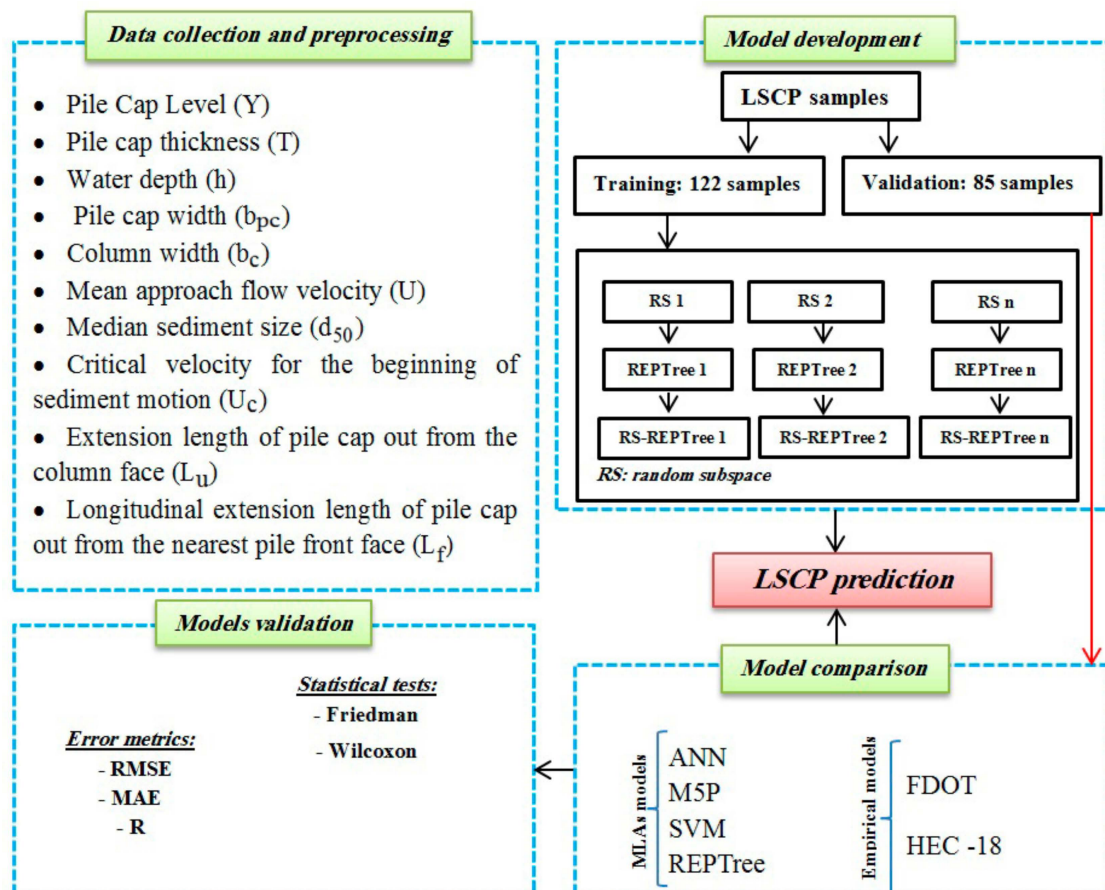 Data collection and preprocessing
• Pile Cap Level (Y)
• Pile cap thickness (T)
• Water depth (h)
• Pile cap width (bpc)
• Column width (bc)
• Mean approach flow velocity (U)
• Median sediment size (d50)
• Critical velocity for the beginning of
sediment motion (Uc)
• Extension length of pile cap out from the
column face (Lu)
• Longitudinal extension length of pile cap
out from the nearest pile front face (Lf)
Model development
LSCP samples
Training: 122 samples
Validation: 85 samples
RS 1
RS 2
RS n
REPTree 1
REPTree 2
REPTree n
RS-REPTree 1
RS-REPTree 2
RS-REPTree n
RS: random subspace
LSCP prediction
Models validation
Statistical tests:
- Friedman
- Wilcoxon
Error metrics:
- RMSE
- MAE
- R
Model comparison
MLAs models
ANN
M5P
SVM
REPTree
Empirical models
FDOT
HEC -18